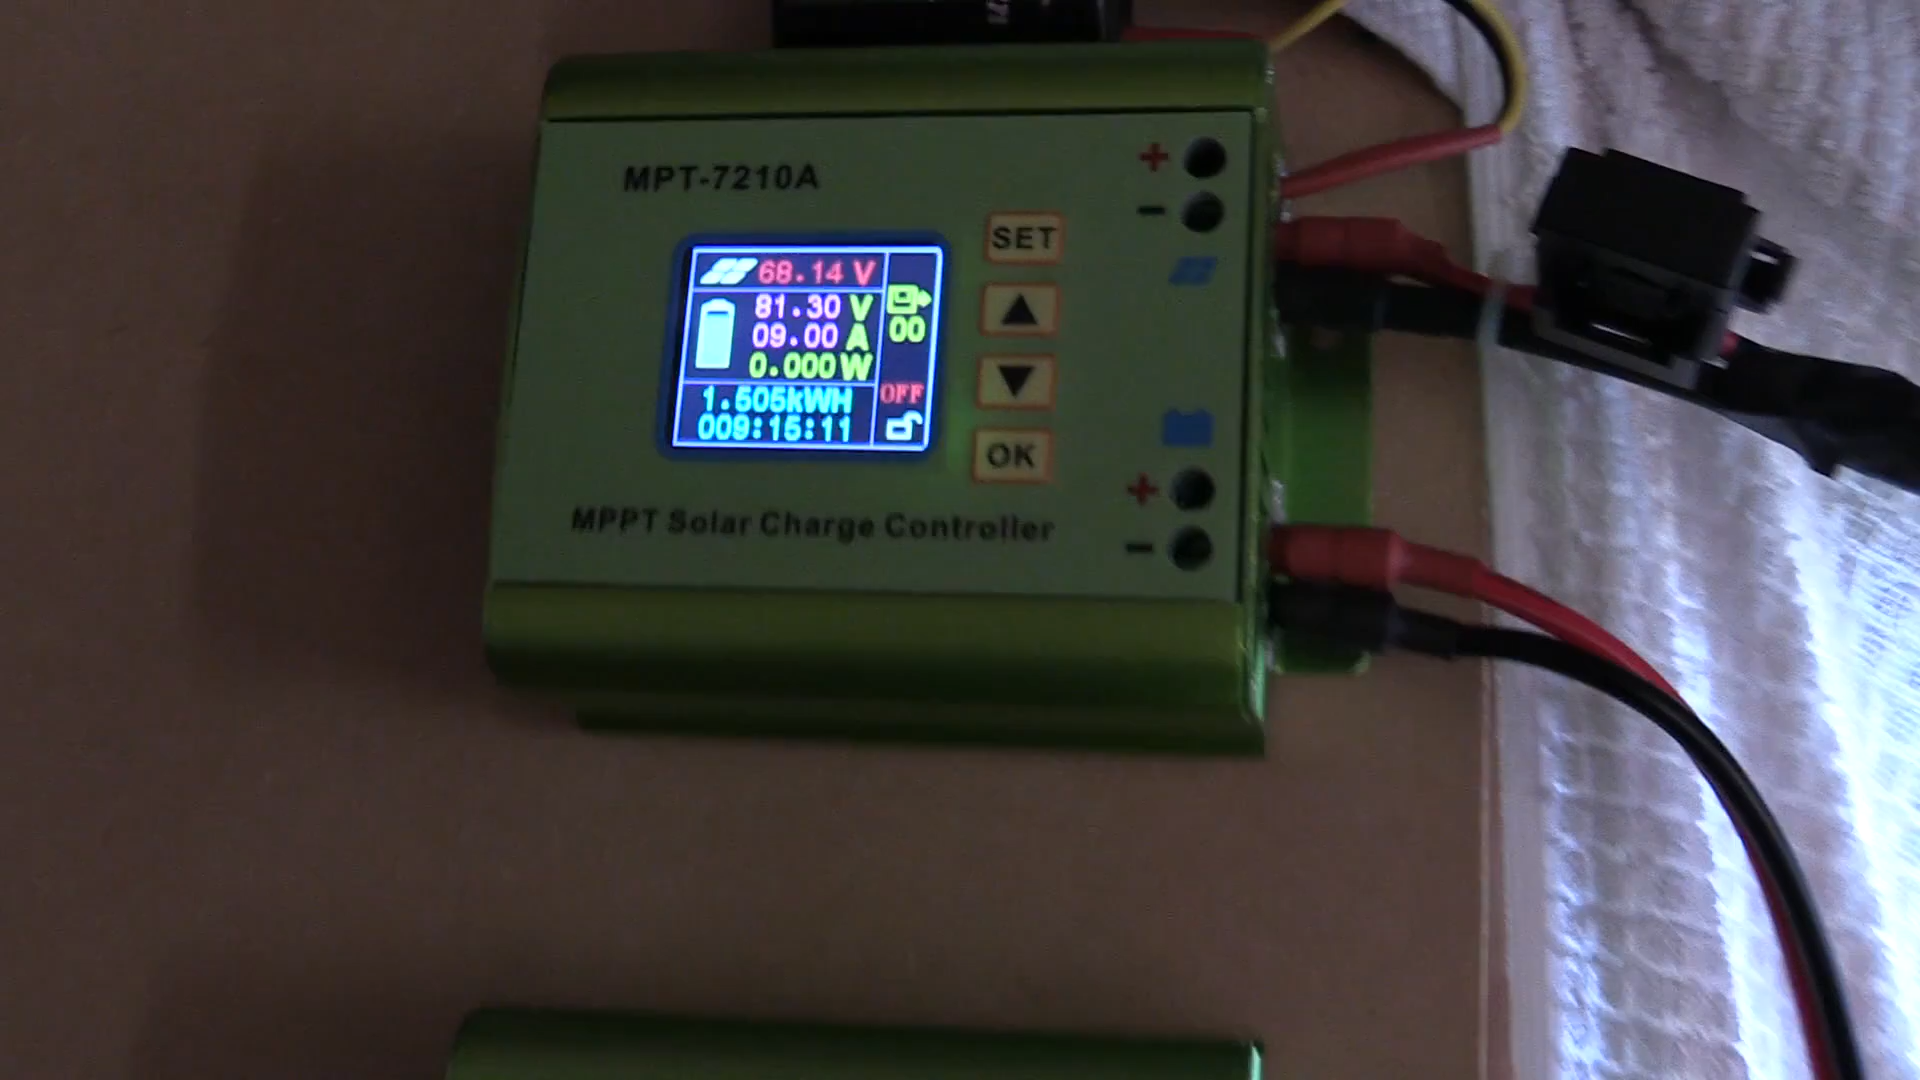 MPT-7210A
68.14 V
81.30 V
09.00 A
0.000W
1.505kWH
009:15:11
00
OFF
SET
OK
+
-
+
-
MPPT Solar Charge Controller